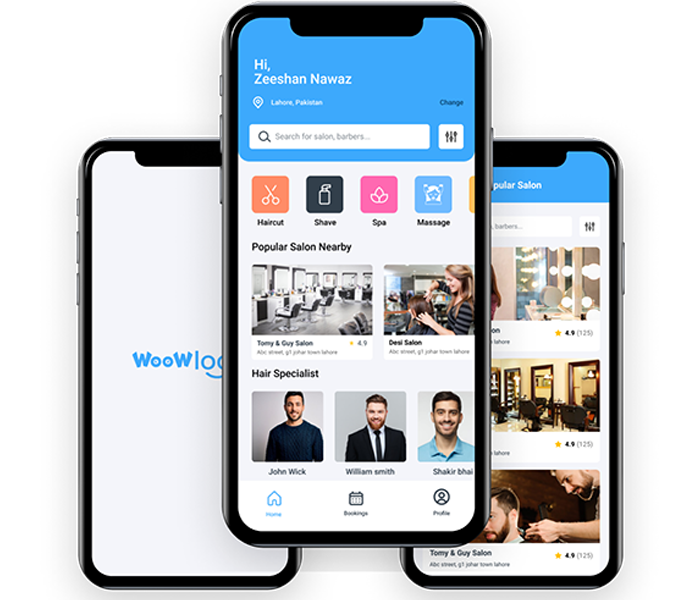 Hi,
Zeeshan Nawaz
Lahore, Pakistan
Change
Search for salon, barbers...
Haircut
Shave
Spa
Massage
Popular Salon Nearby
Tomy & Guy Salon
4.9
Abc street, g1 johar town lahore
Desi Salon
Abc street, g1 johar town lahore
Hair Specialist
John Wick
William smith
Shakir bhai
Home
Bookings
Profile
WooWlo
pular Salon
, barbers...
on
4.9 (125)
lahore
4.9 (125)
lahore
Tomy & Guy Salon
4.9 (125)
Abc street, g1 johar town lahore